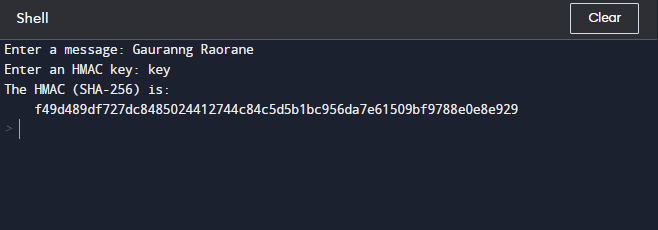 Shell
Clear
Enter a message: Gauranng Raorane
Enter an HMAC key: key
The HMAC (SHA-256) is:
f49d489df727dc8485024412744c84c5d5b1bc956da7e61509bf9788e0e8e929
>